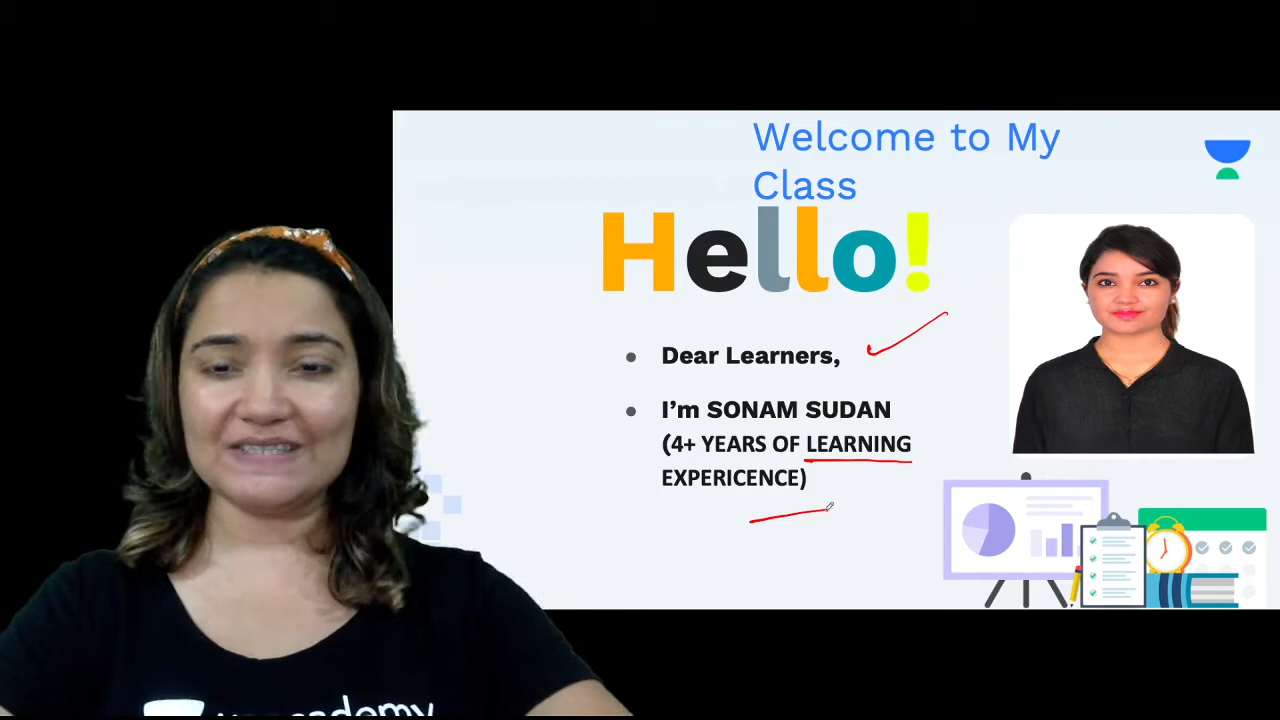 Welcome to My
Class
Hello!
Dear Learners,
I'm SONAM SUDAN
(4+ YEARS OF LEARNING
EXPERICENCE)